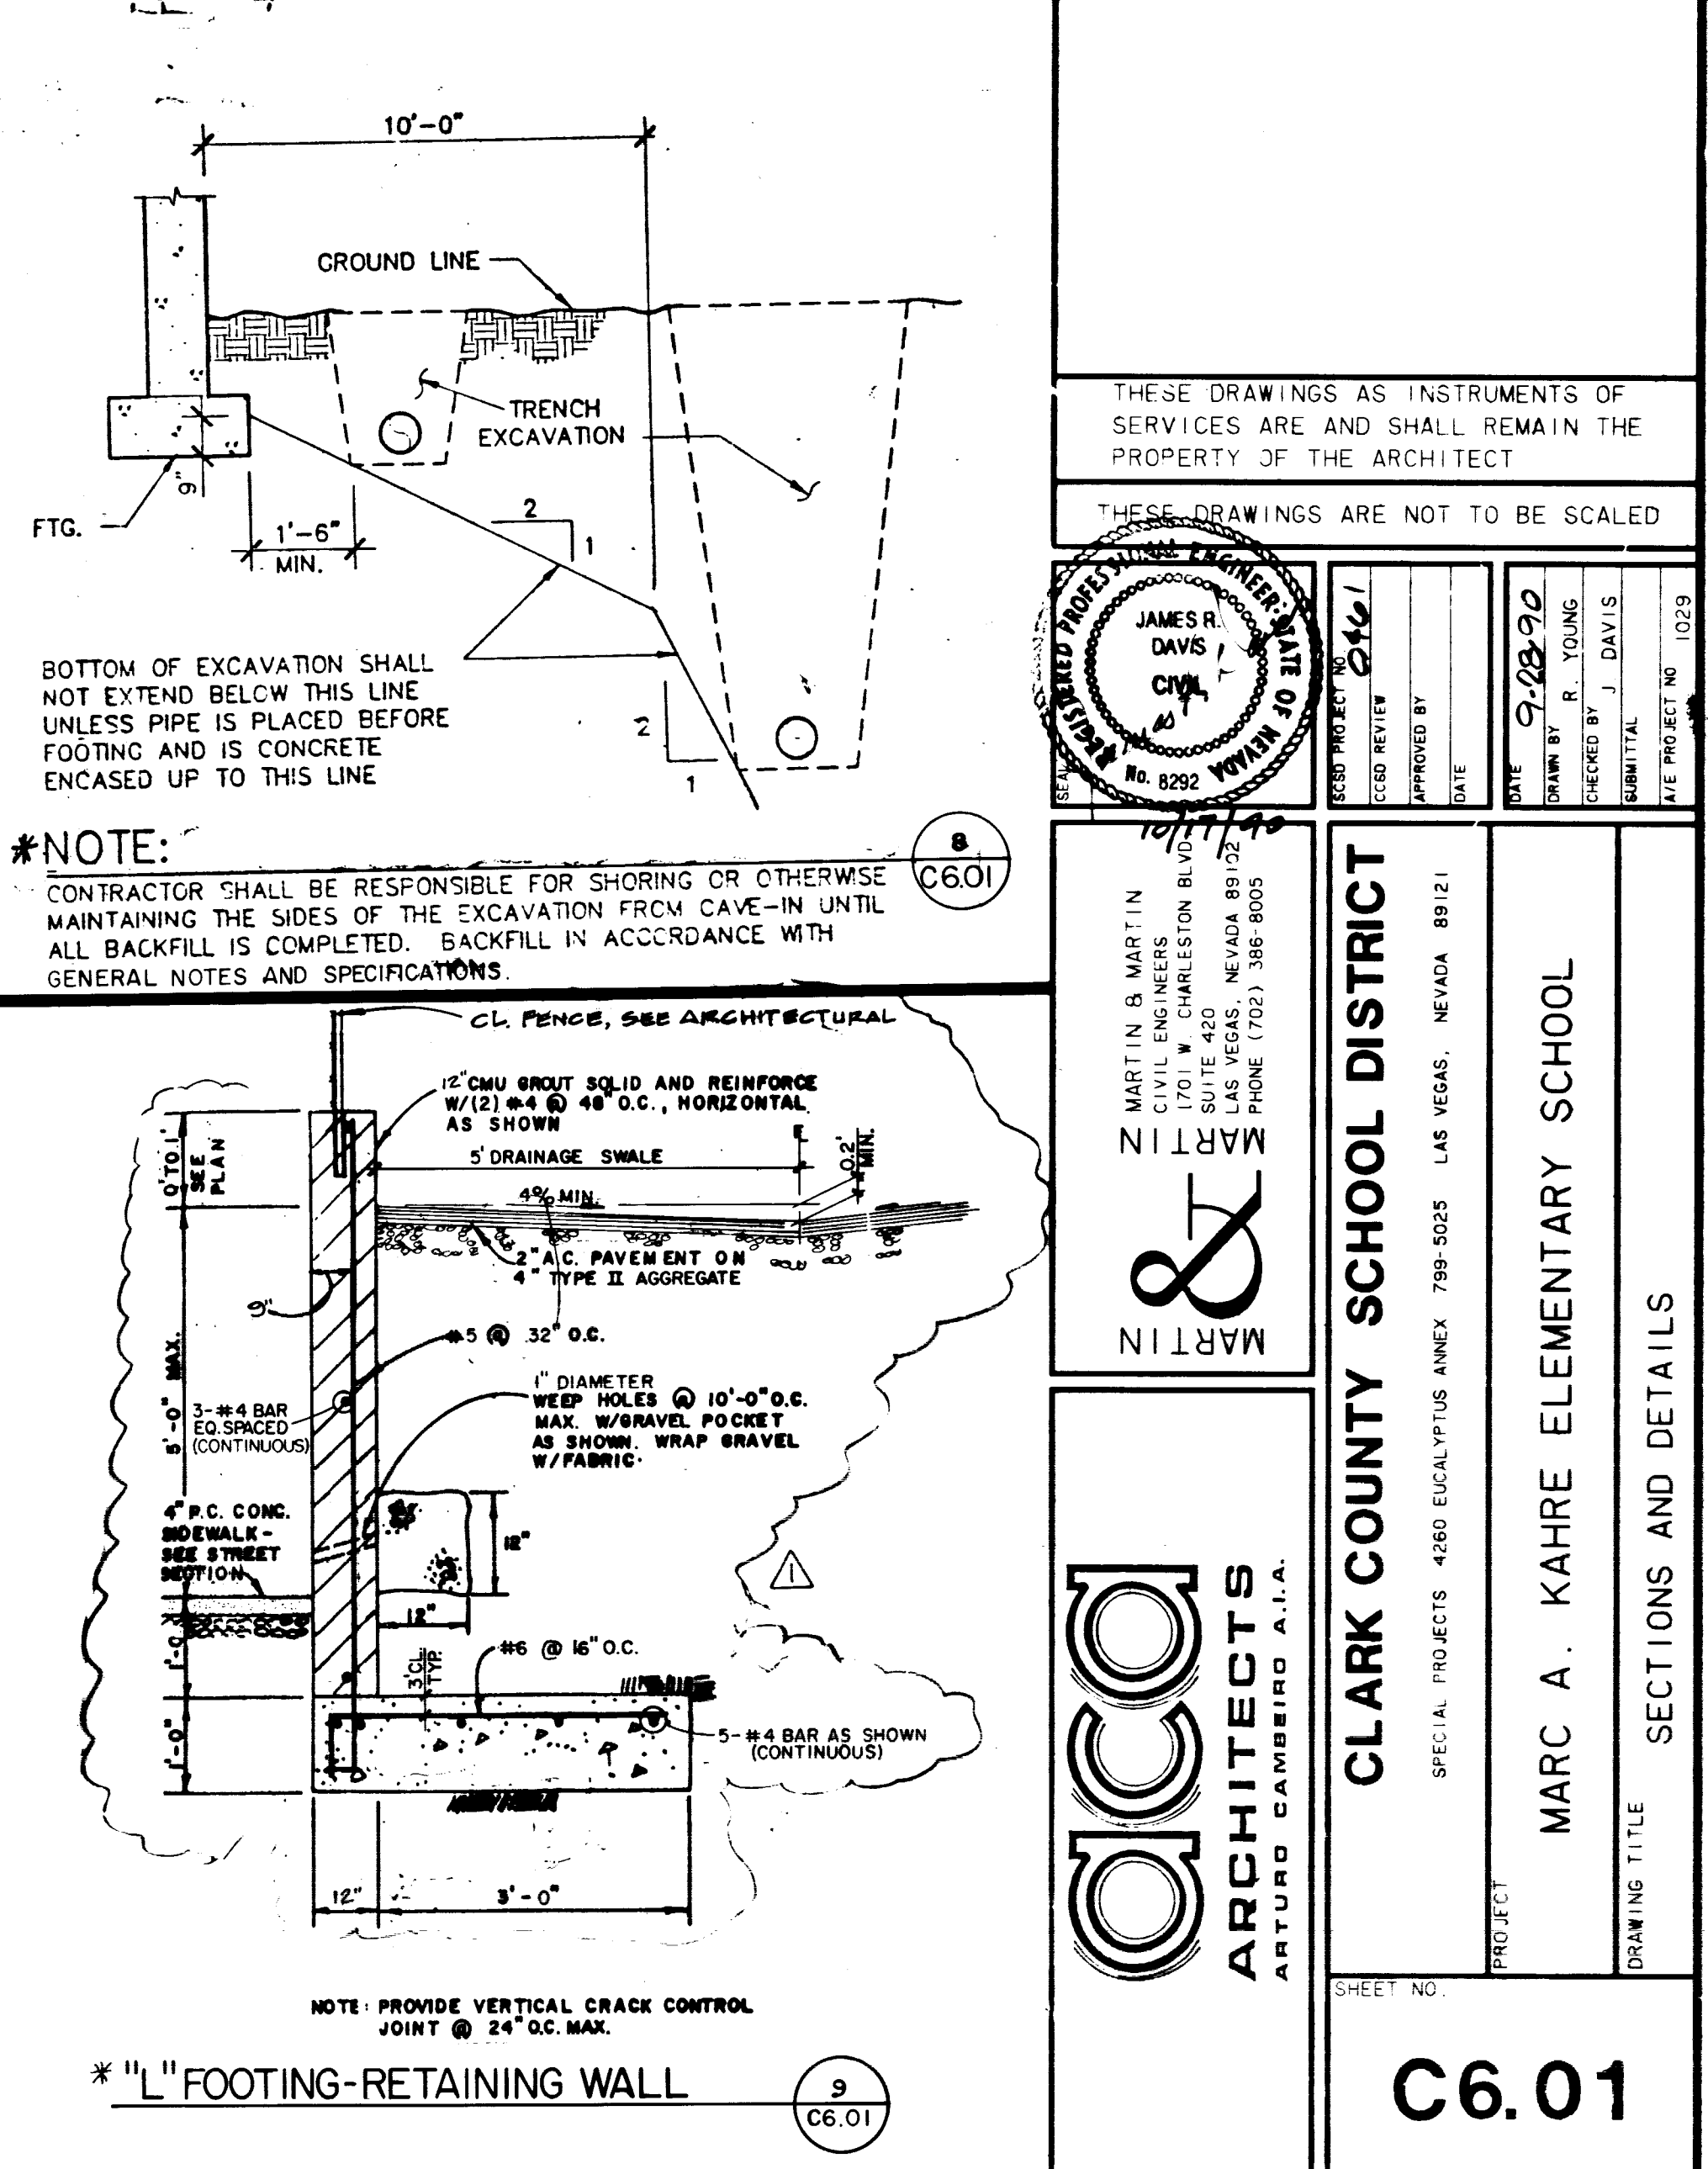 10'-0"
GROUND LINE
TRENCH
EXCAVATION
9"
FTG.
1'-6"
MIN.
2
1
2
1
BOTTOM OF EXCAVATION SHALL
NOT EXTEND BELOW THIS LINE
UNLESS PIPE IS PLACED BEFORE
FOOTING AND IS CONCRETE
ENCASED UP TO THIS LINE
*NOTE:
8
C6.01
CONTRACTOR SHALL BE RESPONSIBLE FOR SHORING OR OTHERWISE
MAINTAINING THE SIDES OF THE EXCAVATION FROM CAVE-IN UNTIL
ALL BACKFILL IS COMPLETED. BACKFILL IN ACCORDANCE WITH
GENERAL NOTES AND SPECIFICATIONS.
CL. FENCE, SEE ARCHITECTURAL
12" CMU GROUT SOLID AND REINFORCE
W/(2) #4 @ 48" O.C., HORIZONTAL
AS SHOWN
0' TO 1'
SEE
PLAN
5' DRAINAGE SWALE
0.2'
MIN.
4% MIN.
2" A.C. PAVEMENT ON
4" TYPE II AGGREGATE
9"
#5 @ 32" O.C.
5'-0" MAX.
1" DIAMETER
WEEP HOLES @ 10'-0" O.C.
MAX. W/GRAVEL POCKET
AS SHOWN. WRAP GRAVEL
W/FABRIC.
3-#4 BAR
EQ. SPACED
(CONTINUOUS)
4" P.C. CONC.
SIDEWALK-
SEE STREET
SECTION
12"
12"
1
1'-0
#6 @ 16" O.C.
3" CL.
TYP.
1'-0"
5-#4 BAR AS SHOWN
(CONTINUOUS)
12"
3'-0"
NOTE: PROVIDE VERTICAL CRACK CONTROL
JOINT @ 24" O.C. MAX.
* "L" FOOTING-RETAINING WALL
9
C6.01
THESE DRAWINGS AS INSTRUMENTS OF
SERVICES ARE AND SHALL REMAIN THE
PROPERTY OF THE ARCHITECT
THESE DRAWINGS ARE NOT TO BE SCALED
SEAL
REGISTERED PROFESSIONAL ENGINEER · STATE OF NEVADA
JAMES R.
DAVIS
CIVIL
No. 8292
10/17/90
SCSD PROJECT NO
CCSD REVIEW
APPROVED BY
DATE
DATE 9-28-90
DRAWN BY R. YOUNG
CHECKED BY J DAVIS
SUBMITTAL
A/E PROJECT NO 1029
MARTIN & MARTIN
MARTIN & MARTIN
CIVIL ENGINEERS
1701 W. CHARLESTON BLVD
SUITE 420
LAS VEGAS, NEVADA 89102
PHONE (702) 386-8005
aca
ARCHITECTS
ARTURO CAMBEIRO A.I.A.
CLARK COUNTY SCHOOL DISTRICT
SPECIAL PROJECTS 4260 EUCALYPTUS ANNEX 799-5025 LAS VEGAS, NEVADA 89121
PROJECT
MARC A. KAHRE ELEMENTARY SCHOOL
DRAWING TITLE
SECTIONS AND DETAILS
SHEET NO.
C6.01